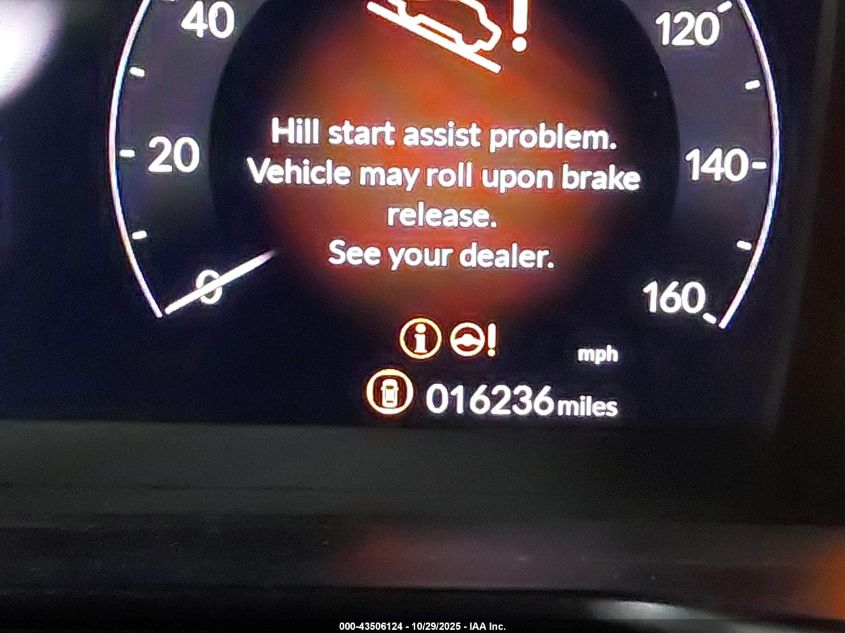 40
120
Hill start assist problem.
20
Vehicle may roll upon brake
140
release.
See your dealer.
0
160
mph
016236 miles
000-43506124 - 10/29/2025 - IAA Inc.